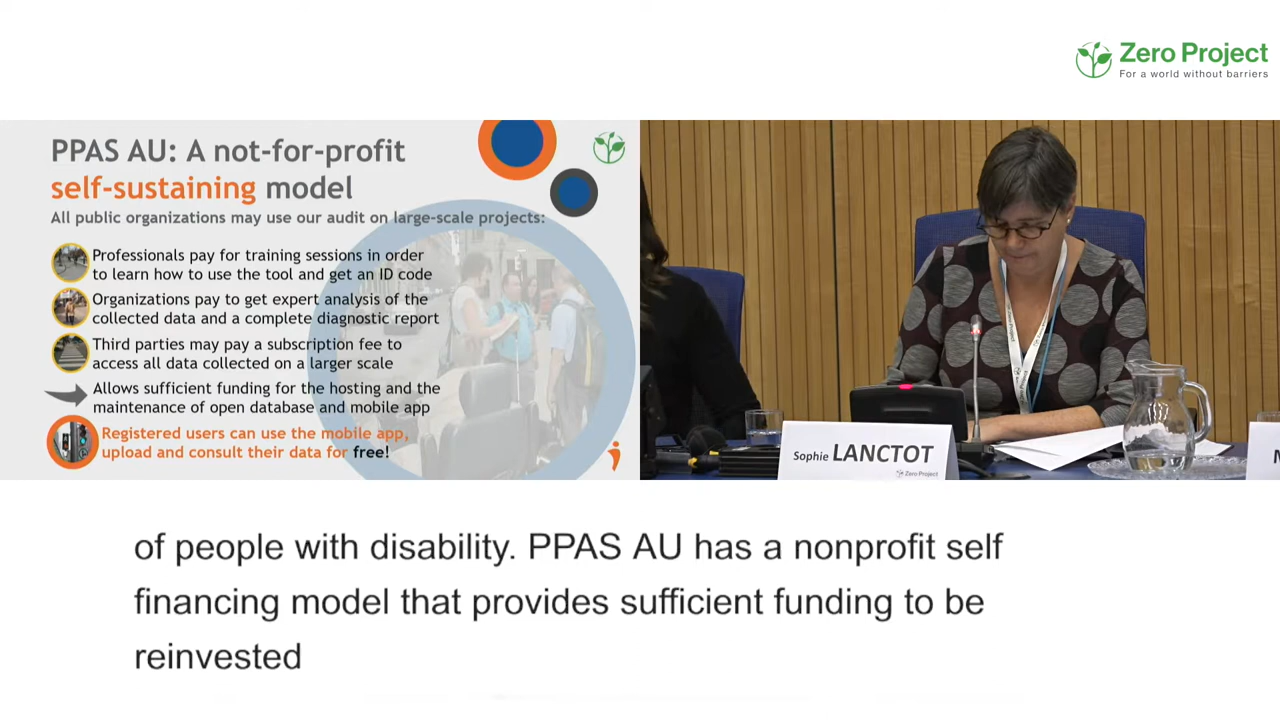 Zero Project
For a world without barriers
PPAS AU: A not-for-profit
self-sustaining model
All public organizations may use our audit on large-scale projects:
Professionals pay for training sessions in order
to learn how to use the tool and get an ID code
Organizations pay to get expert analysis of the
collected data and a complete diagnostic report
Third parties may pay a subscription fee to
access all data collected on a larger scale
Allows sufficient funding for the hosting and the
maintenance of open database and mobile app
Registered users can use the mobile app,
upload and consult their data for free!
Sophie LANCTOT
Zero Project
of people with disability. PPAS AU has a nonprofit self
financing model that provides sufficient funding to be
reinvested